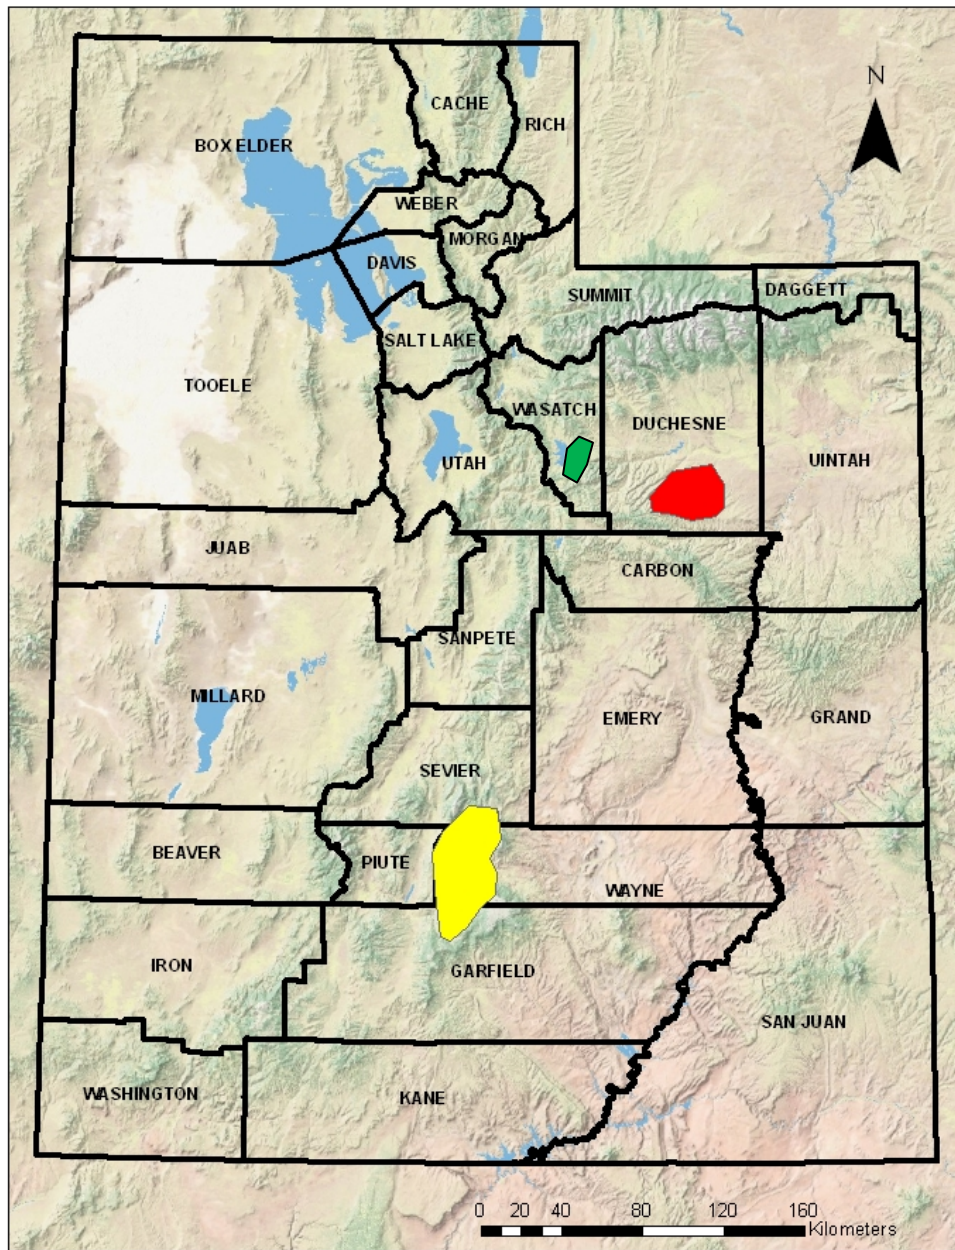 N
CACHE
RICH
BOX ELDER
WEBER
MORGAN
DAVIS
SUMMIT
DAGGETT
SALT LAKE
TOOELE
WASATCH
DUCHESNE
UTAH
UINTAH
JUAB
CARBON
SANPETE
MILLARD
EMERY
GRAND
SEVIER
BEAVER
PIUTE
WAYNE
IRON
GARFIELD
SAN JUAN
WASHINGTON
KANE
0 20 40 80 120 160
Kilometers